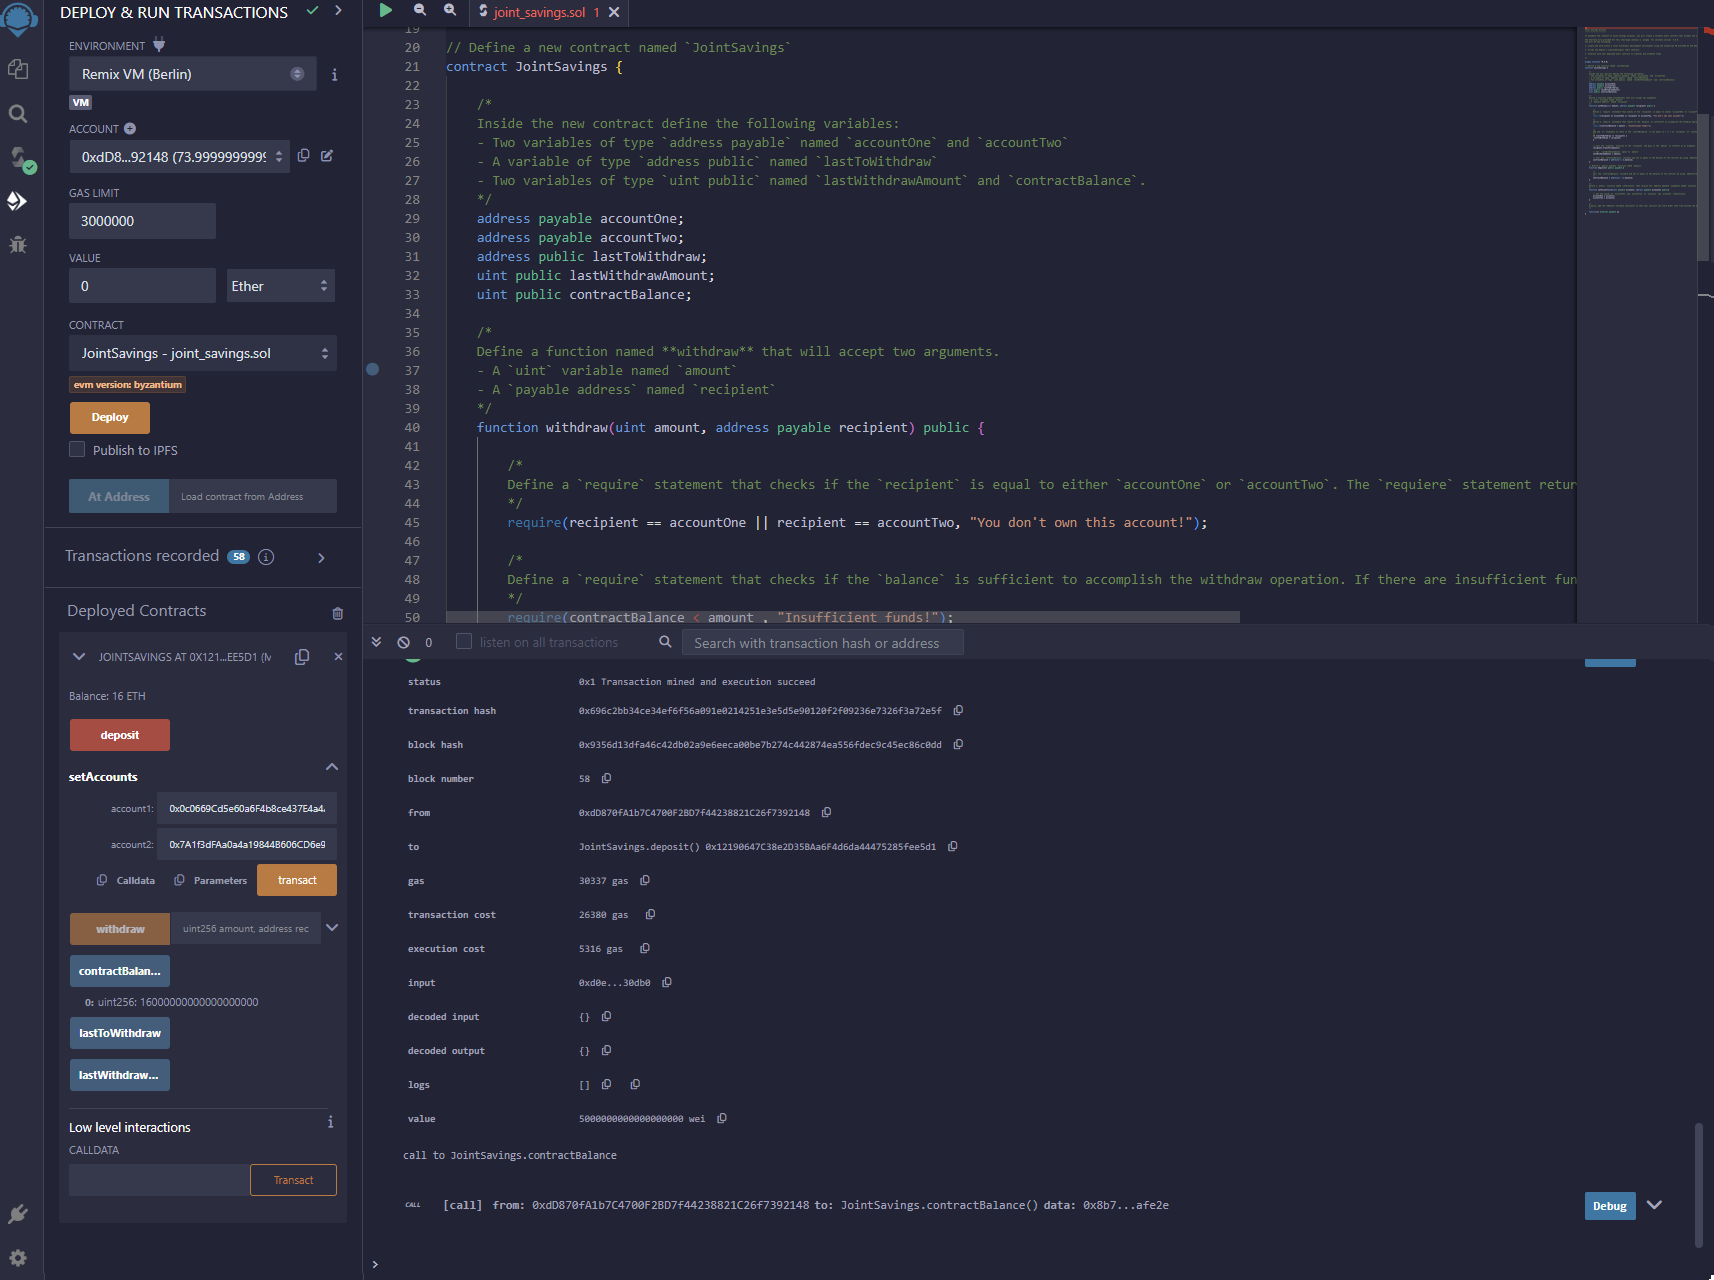 DEPLOY & RUN TRANSACTIONS
ENVIRONMENT
Remix VM (Berlin)
VM
ACCOUNT
0xdD8...92148 (73.9999999999
GAS LIMIT
3000000
VALUE
0
Ether
CONTRACT
JointSavings - joint_savings.sol
evm version: byzantium
Deploy
Publish to IPFS
At Address
Load contract from Address
Transactions recorded 58
Deployed Contracts
JOINTSAVINGS AT 0X121...EE5D1 (M
Balance: 16 ETH
deposit
setAccounts
account1: 0x0c0669Cd5e60a6F4b8ce437E4a4
account2: 0x7A1f3dFAa0a4a19844B606CD6e9
Calldata
Parameters
transact
withdraw
uint256 amount, address rec
contractBalan...
0: uint256: 16000000000000000000
lastToWithdraw
lastWithdraw...
Low level interactions
CALLDATA
Transact
joint_savings.sol 1
19
20 // Define a new contract named `JointSavings`
21 contract JointSavings {
22
23 /*
24 Inside the new contract define the following variables:
25 - Two variables of type `address payable` named `accountOne` and `accountTwo`
26 - A variable of type `address public` named `lastToWithdraw`
27 - Two variables of type `uint public` named `lastWithdrawAmount` and `contractBalance`.
28 */
29 address payable accountOne;
30 address payable accountTwo;
31 address public lastToWithdraw;
32 uint public lastWithdrawAmount;
33 uint public contractBalance;
34
35 /*
36 Define a function named **withdraw** that will accept two arguments.
37 - A `uint` variable named `amount`
38 - A `payable address` named `recipient`
39 */
40 function withdraw(uint amount, address payable recipient) public {
41
42 /*
43 Define a `require` statement that checks if the `recipient` is equal to either `accountOne` or `accountTwo`. The `requiere` statement retur
44 */
45 require(recipient == accountOne || recipient == accountTwo, "You don't own this account!");
46
47 /*
48 Define a `require` statement that checks if the `balance` is sufficient to accomplish the withdraw operation. If there are insufficient fun
49 */
50 require(contractBalance < amount , "Insufficient funds!");
0
listen on all transactions
Search with transaction hash or address
status 0x1 Transaction mined and execution succeed
transaction hash 0x696c2bb34ce34ef6f56a091e0214251e3e5d5e90120f2f09236e7326f3a72e5f
block hash 0x9356d13dfa46c42db02a9e6eeca00be7b274c442874ea556fdec9c45ec86c0dd
block number 58
from 0xdD870fA1b7C4700F2BD7f44238821C26f7392148
to JointSavings.deposit() 0x12190647C38e2D35BAa6F4d6da44475285fee5d1
gas 30337 gas
transaction cost 26380 gas
execution cost 5316 gas
input 0xd0e...30db0
decoded input {}
decoded output {}
logs []
value 5000000000000000000 wei
call to JointSavings.contractBalance
CALL [call] from: 0xdD870fA1b7C4700F2BD7f44238821C26f7392148 to: JointSavings.contractBalance() data: 0x8b7...afe2e
Debug
>